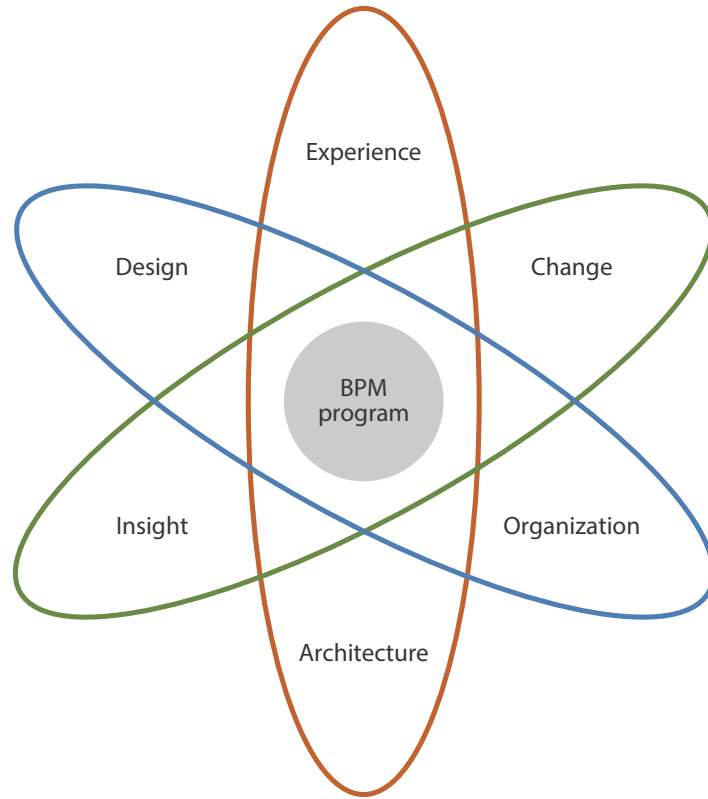 Experience
Design
Change
BPM
program
Insight
Organization
Architecture